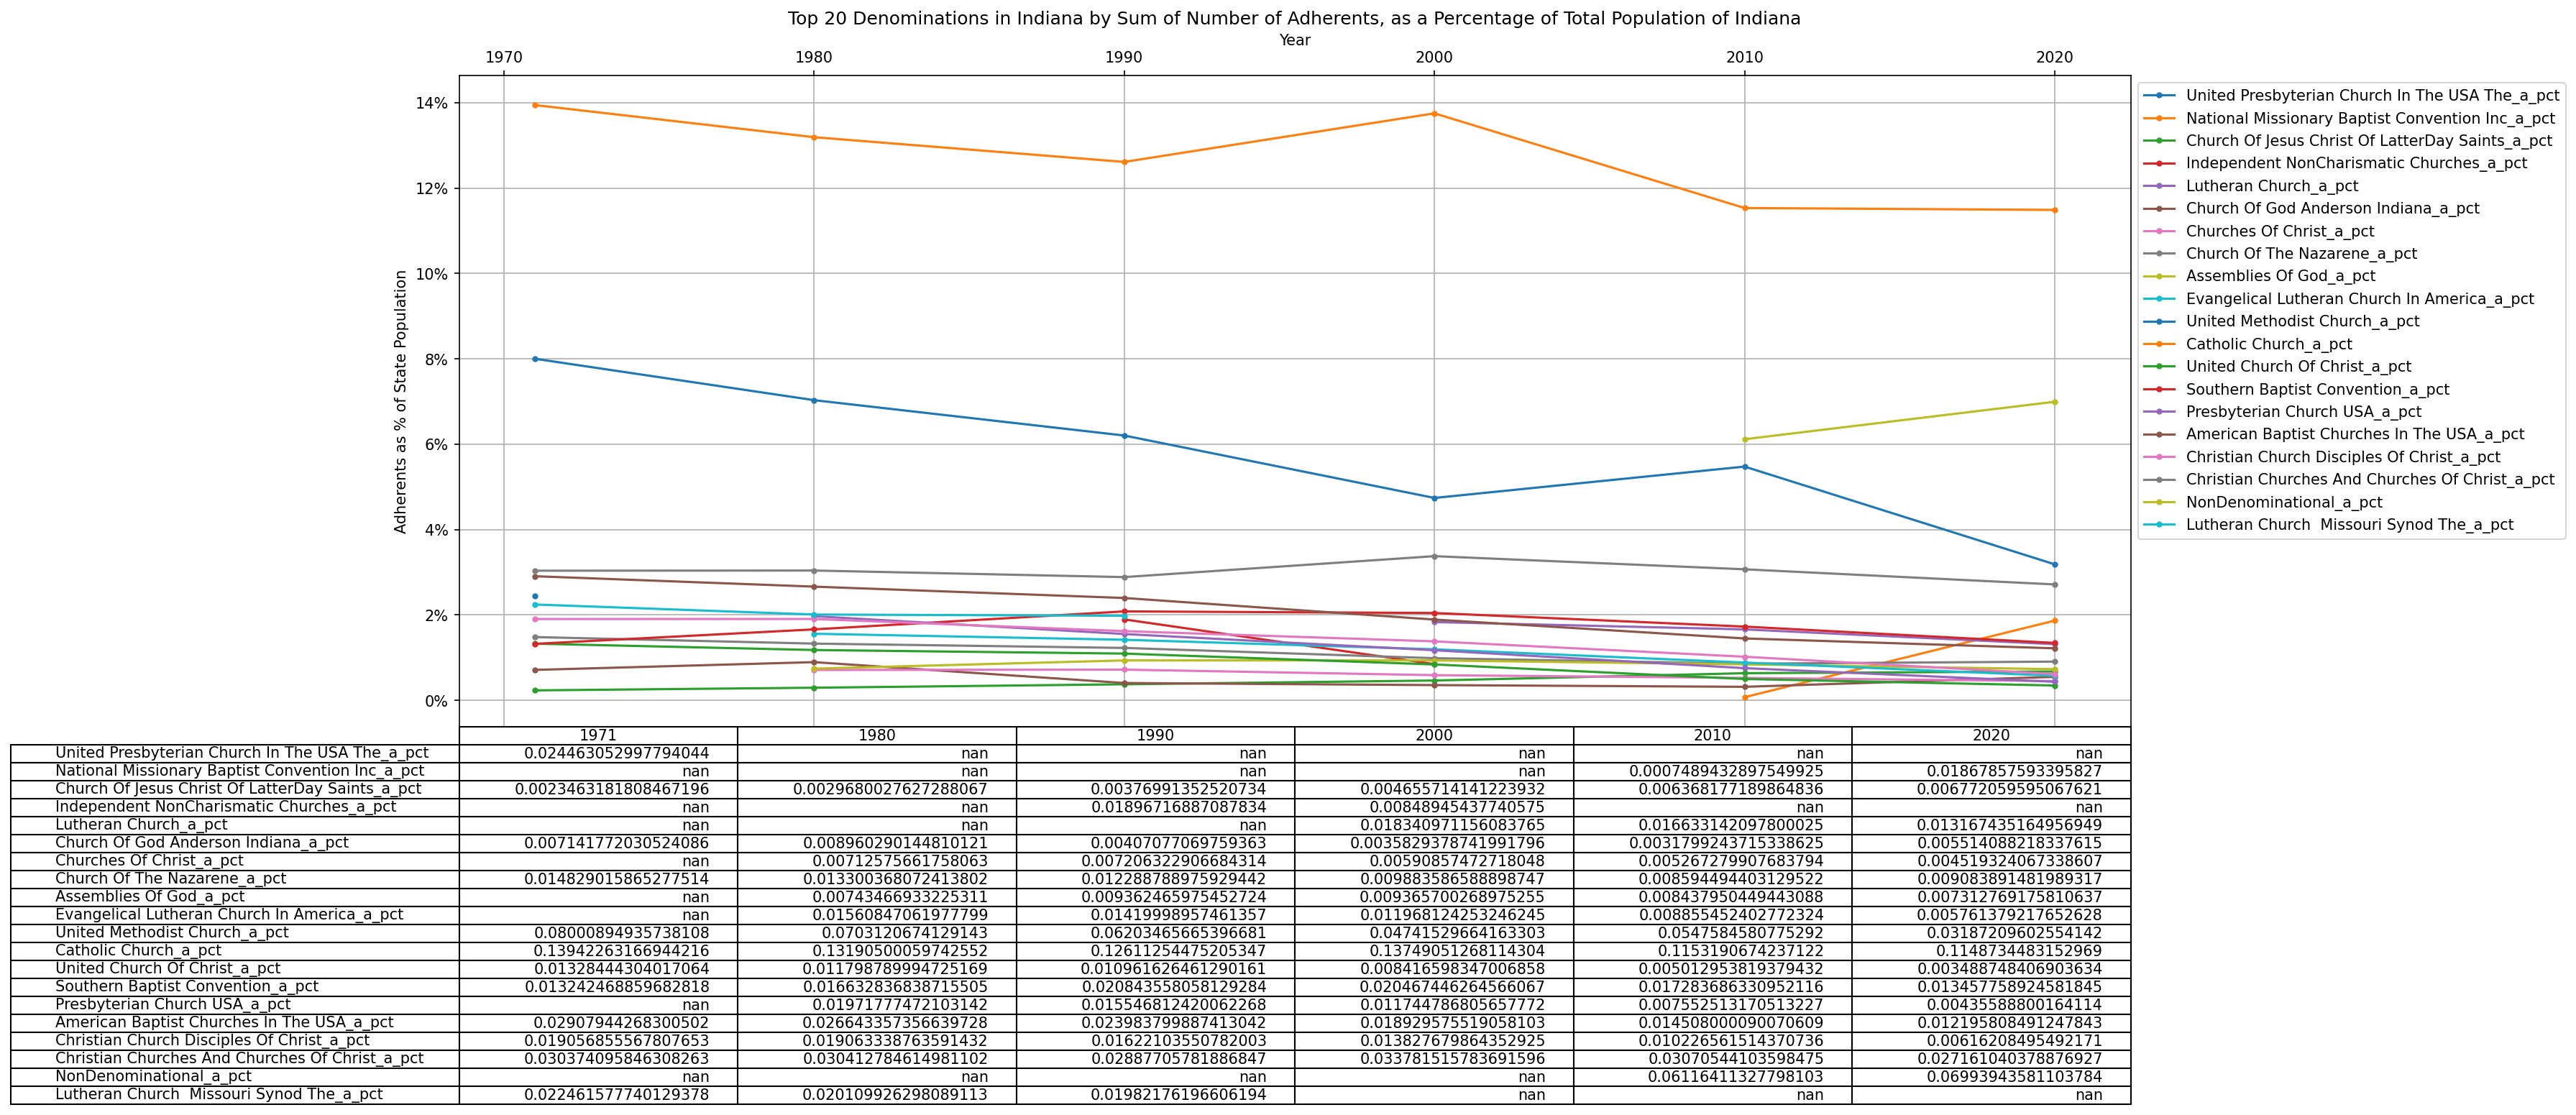 Top 20 Denominations in Indiana by Sum of Number of Adherents, as a Percentage of Total Population of Indiana
Year
1970 1980 1990 2000 2010 2020
14%
12%
10%
8%
6%
4%
2%
0%
Adherents as % of State Population
United Presbyterian Church In The USA The_a_pct
National Missionary Baptist Convention Inc_a_pct
Church Of Jesus Christ Of LatterDay Saints_a_pct
Independent NonCharismatic Churches_a_pct
Lutheran Church_a_pct
Church Of God Anderson Indiana_a_pct
Churches Of Christ_a_pct
Church Of The Nazarene_a_pct
Assemblies Of God_a_pct
Evangelical Lutheran Church In America_a_pct
United Methodist Church_a_pct
Catholic Church_a_pct
United Church Of Christ_a_pct
Southern Baptist Convention_a_pct
Presbyterian Church USA_a_pct
American Baptist Churches In The USA_a_pct
Christian Church Disciples Of Christ_a_pct
Christian Churches And Churches Of Christ_a_pct
NonDenominational_a_pct
Lutheran Church  Missouri Synod The_a_pct
1971 1980 1990 2000 2010 2020
United Presbyterian Church In The USA The_a_pct 0.024463052997794044 nan nan nan nan nan
National Missionary Baptist Convention Inc_a_pct nan nan nan nan 0.0007489432897549925 0.01867857593395827
Church Of Jesus Christ Of LatterDay Saints_a_pct 0.0023463181808467196 0.0029680027627288067 0.00376991352520734 0.004655714141223932 0.006368177189864836 0.006772059595067621
Independent NonCharismatic Churches_a_pct nan nan 0.01896716887087834 0.00848945437740575 nan nan
Lutheran Church_a_pct nan nan nan 0.018340971156083765 0.016633142097800025 0.013167435164956949
Church Of God Anderson Indiana_a_pct 0.007141772030524086 0.008960290144810121 0.00407077069759363 0.0035829378741991796 0.0031799243715338625 0.005514088218337615
Churches Of Christ_a_pct nan 0.00712575661758063 0.007206322906684314 0.00590857472718048 0.005267279907683794 0.004519324067338607
Church Of The Nazarene_a_pct 0.014829015865277514 0.013300368072413802 0.012288788975929442 0.009883586588898747 0.008594494403129522 0.009083891481989317
Assemblies Of God_a_pct nan 0.00743466933225311 0.009362465975452724 0.009365700268975255 0.008437950449443088 0.007312769175810637
Evangelical Lutheran Church In America_a_pct nan 0.01560847061977799 0.01419998957461357 0.011968124253246245 0.008855452402772324 0.005761379217652628
United Methodist Church_a_pct 0.08000894935738108 0.0703120674129143 0.06203465665396681 0.04741529664163303 0.0547584580775292 0.03187209602554142
Catholic Church_a_pct 0.139422631669444216 0.13190500059742552 0.12611254475205347 0.13749051268114304 0.1153190674237122 0.11487344483152969
United Church Of Christ_a_pct 0.01328444304017064 0.011798789994725169 0.010961626461290161 0.008416598347006858 0.005012953819379432 0.003488748406903634
Southern Baptist Convention_a_pct 0.013242468859682818 0.016632836838715505 0.020843558058129284 0.020467446264566067 0.017283686330952116 0.013457758924581845
Presbyterian Church USA_a_pct nan 0.01971777472103142 0.015546812420062268 0.011744786805657772 0.007552513170513227 0.00435588800164114
American Baptist Churches In The USA_a_pct 0.02907944268300502 0.026643357356639728 0.023983799887413042 0.018929575519058103 0.014508000090070609 0.012195808491247843
Christian Church Disciples Of Christ_a_pct 0.019056855567807653 0.019063338763591432 0.01622103550782003 0.013827679864352925 0.010226561514370736 0.00616208495492171
Christian Churches And Churches Of Christ_a_pct 0.030374095846308263 0.030412784614981102 0.02887705781886847 0.033781515783691596 0.03070544103598475 0.027161040378876927
NonDenominational_a_pct nan nan nan nan 0.06116411327798103 0.06993943581103784
Lutheran Church  Missouri Synod The_a_pct 0.022461577740129378 0.020109926298089113 0.01982176196606194 nan nan nan